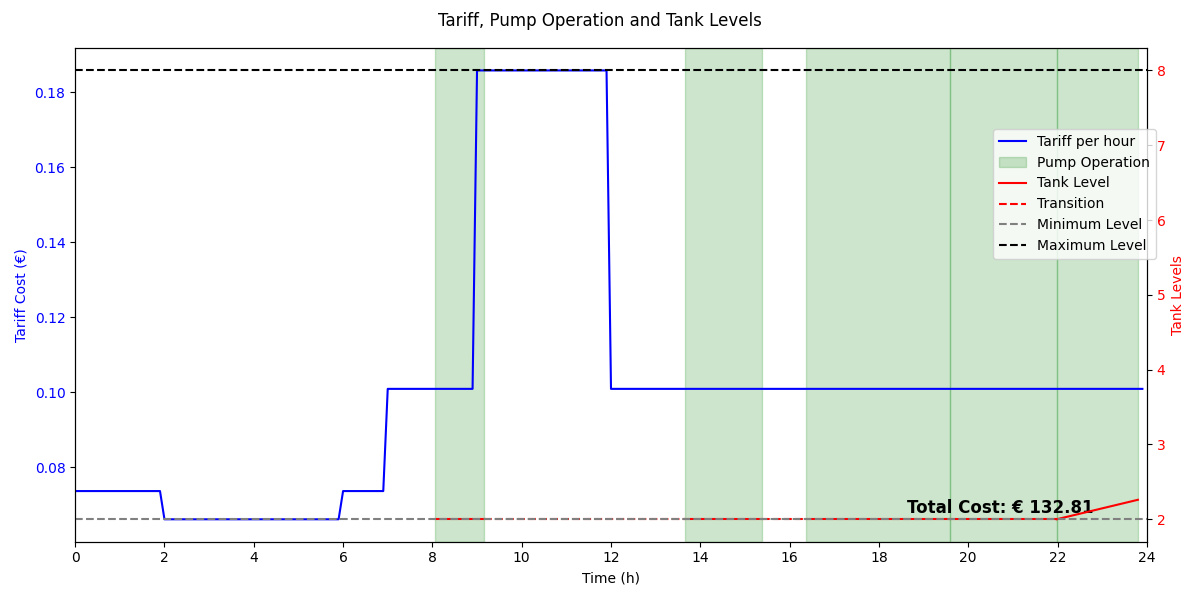 Tariff, Pump Operation and Tank Levels
0.18
0.16
0.14
0.12
0.10
0.08
Tariff Cost (€)
8
7
6
5
4
3
2
Tank Levels
Tariff per hour
Pump Operation
Tank Level
Transition
Minimum Level
Maximum Level
Total Cost: € 132.81
0 2 4 6 8 10 12 14 16 18 20 22 24
Time (h)